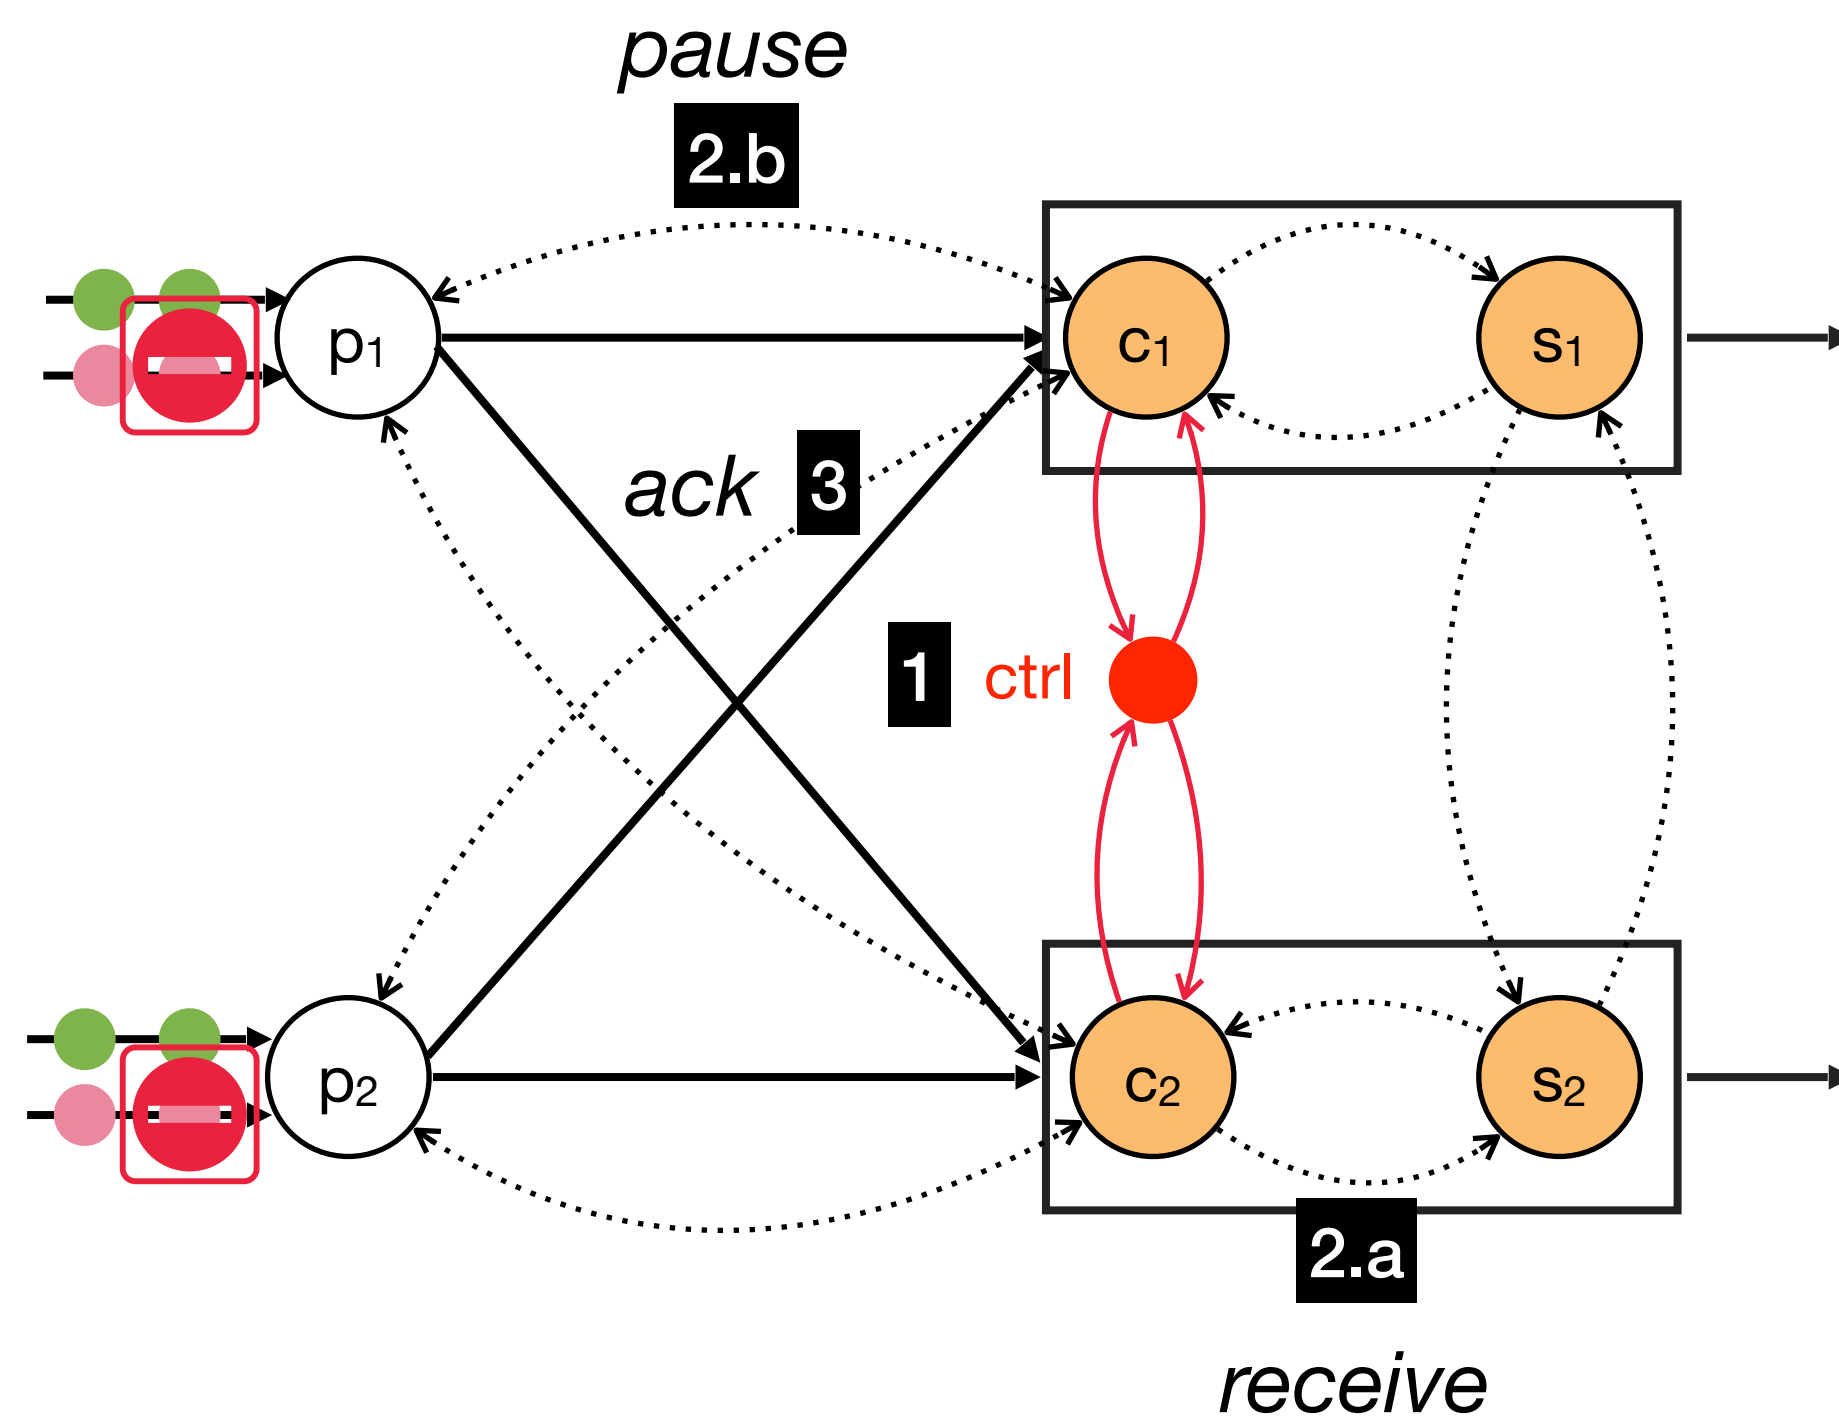 pause
2.b
p1
c1
s1
ack 3
1 ctrl
p2
c2
s2
2.a
receive